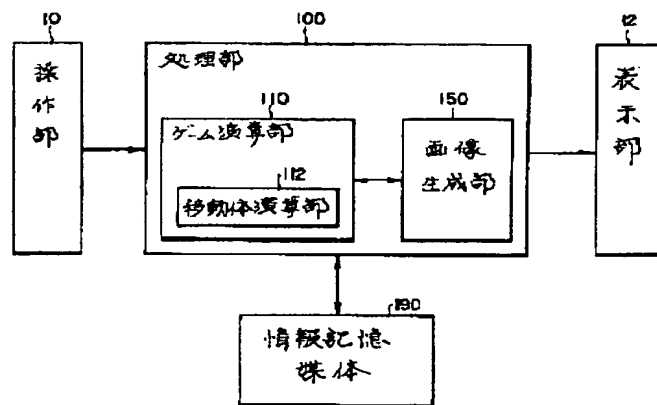 10
操作部
100
処理部
110
ゲーム演算部
112
移動体演算部
150
画像
生成部
12
表示部
190
情報記憶
媒体